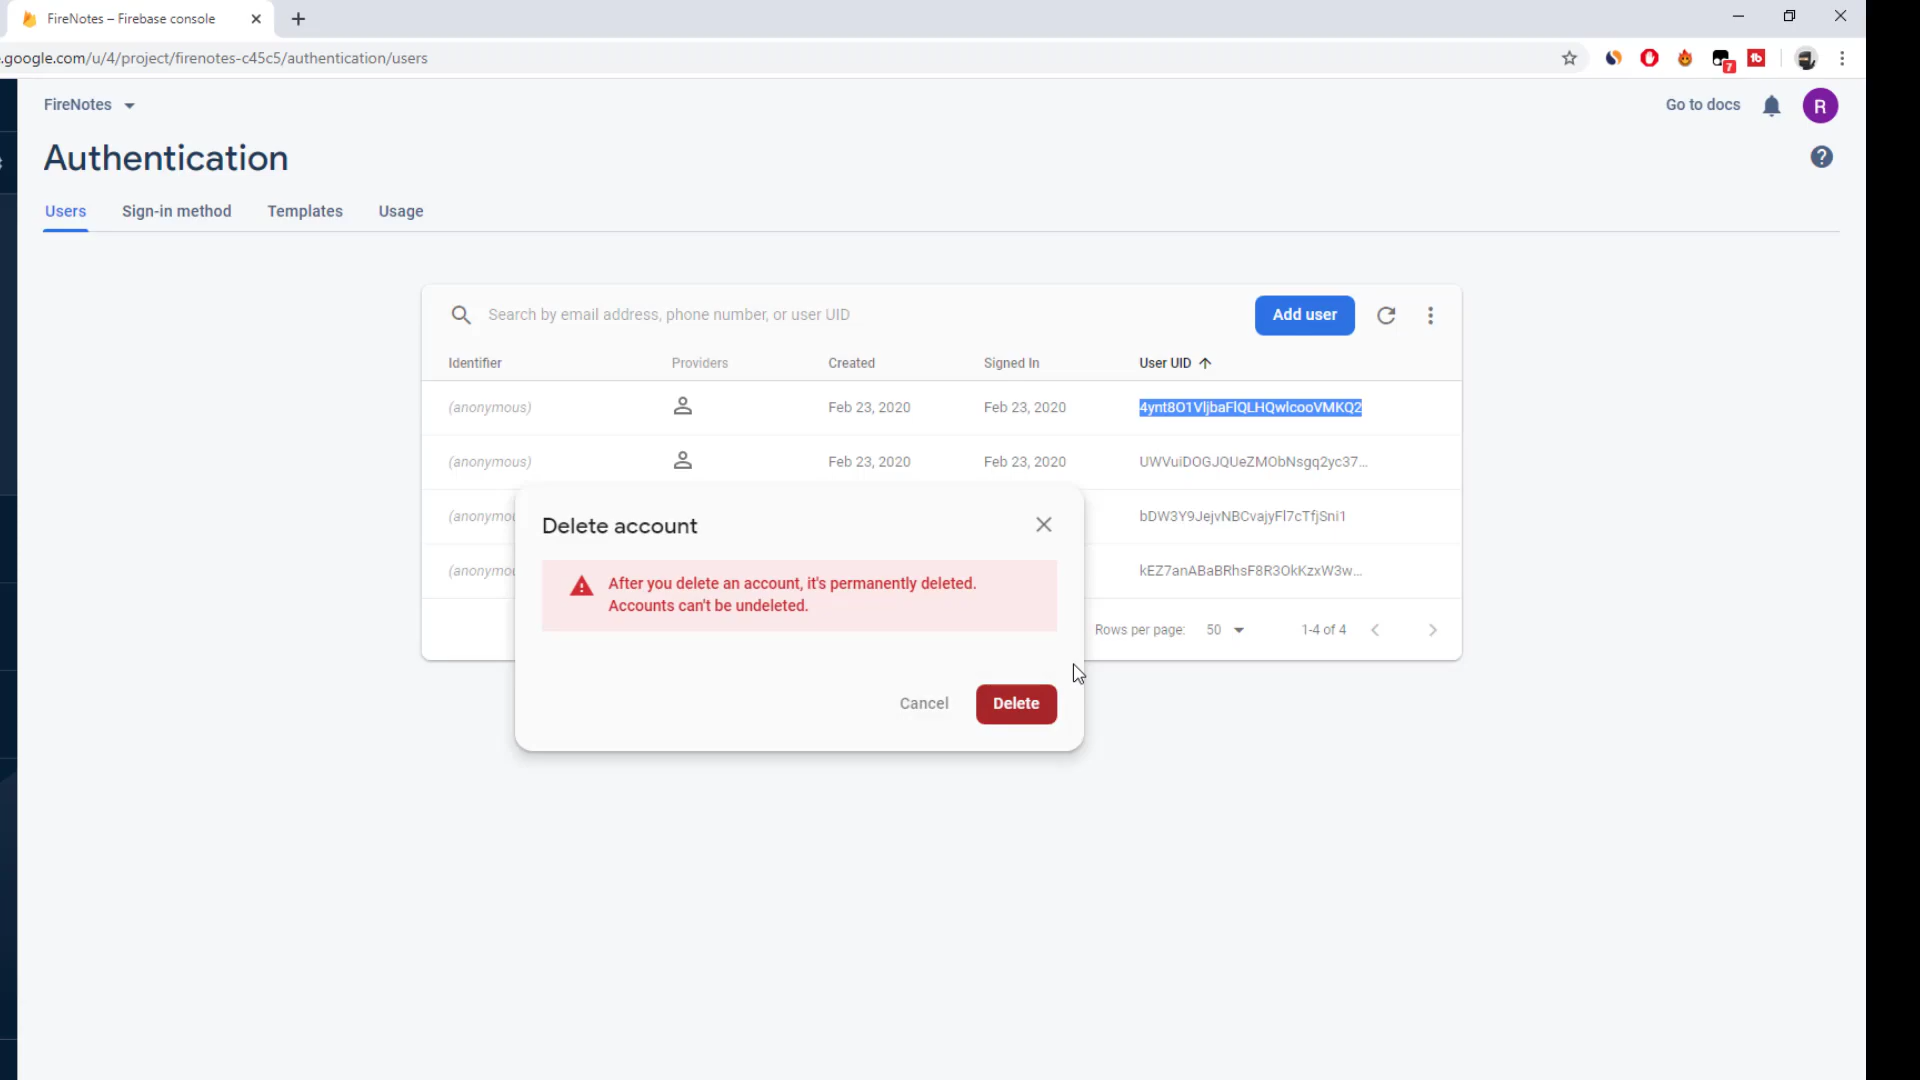 FireNotes – Firebase console
.google.com/u/4/project/firenotes-c45c5/authentication/users
7
FireNotes
Go to docs
R
Authentication
?
Users Sign-in method Templates Usage
Search by email address, phone number, or user UID
Add user
Identifier Providers Created Signed In User UID
(anonymous) Feb 23, 2020 Feb 23, 2020 4ynt8O1VljbaFlQLHQwlcooVMKQ2
(anonymous) Feb 23, 2020 Feb 23, 2020 UWVuiDOGJQUeZMObNsgq2yc37...
(anonymou bDW3Y9JejvNBCvajyFl7cTfjSni1
(anonymou kEZ7anABaBRhsF8R3OkKzxW3w...
Delete account
After you delete an account, it's permanently deleted.
Accounts can't be undeleted.
Rows per page: 50 1-4 of 4
Cancel Delete